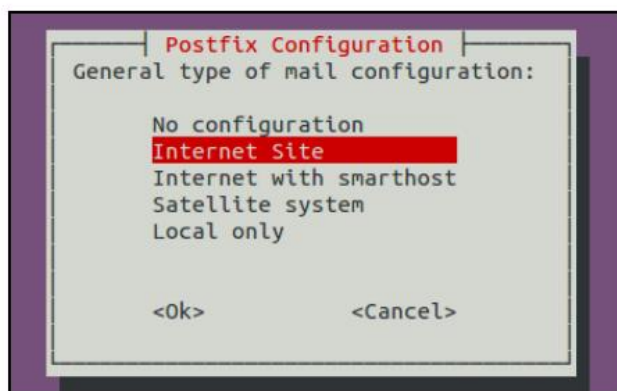 Postfix Configuration
General type of mail configuration:
No configuration
Internet Site
Internet with smarthost
Satellite system
Local only
<Ok> <Cancel>